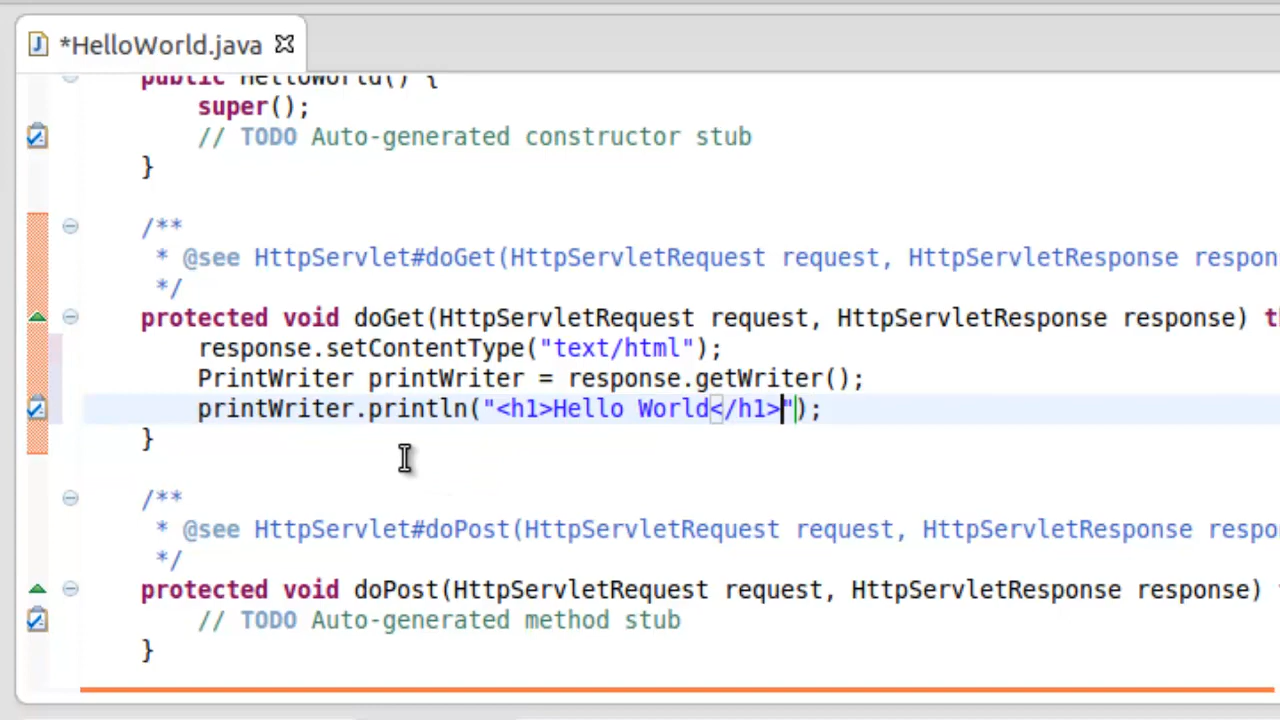 *HelloWorld.java
public HelloWorld() {
super();
// TODO Auto-generated constructor stub
}
/**
* @see HttpServlet#doGet(HttpServletRequest request, HttpServletResponse respon
*/
protected void doGet(HttpServletRequest request, HttpServletResponse response) th
response.setContentType("text/html");
PrintWriter printWriter = response.getWriter();
printWriter.println("<h1>Hello World</h1>");
}
/**
* @see HttpServlet#doPost(HttpServletRequest request, HttpServletResponse respo
*/
protected void doPost(HttpServletRequest request, HttpServletResponse response)
// TODO Auto-generated method stub
}